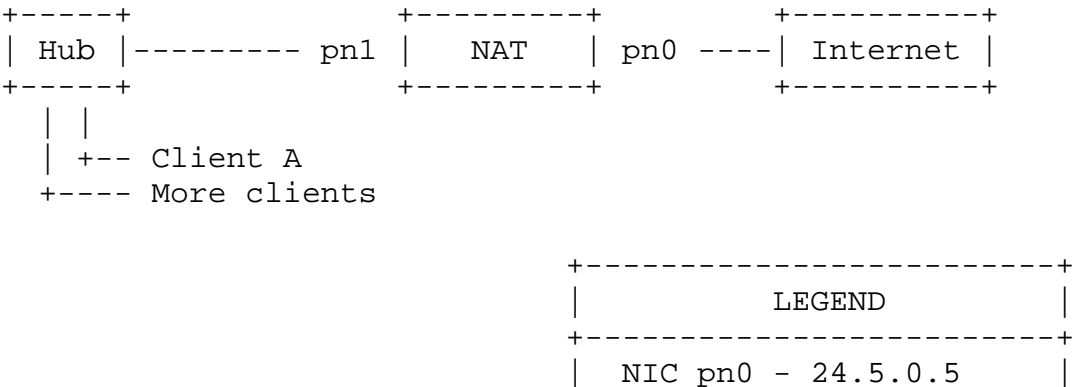 +-----+              +---------+         +----------+
| Hub |--------- pn1 |   NAT   | pn0 ----| Internet |
+-----+              +---------+         +----------+
  | |
  | +-- Client A
  +---- More clients
+-------------------------+
|          LEGEND         |
+-------------------------+
|  NIC pn0 - 24.5.0.5     |